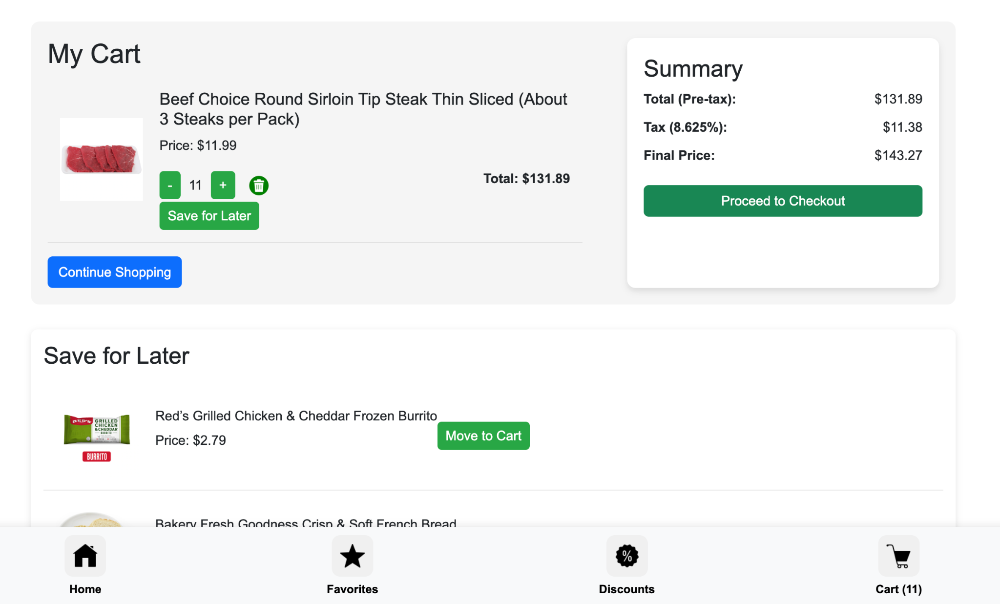 My Cart
Beef Choice Round Sirloin Tip Steak Thin Sliced (About
3 Steaks per Pack)
Price: $11.99
- 11 +
Total: $131.89
Save for Later
Continue Shopping
Summary
Total (Pre-tax): $131.89
Tax (8.625%): $11.38
Final Price: $143.27
Proceed to Checkout
Save for Later
RED'S
GRILLED
CHICKEN
&CHEDDAR
BURRITO
BURRITO
Red’s Grilled Chicken & Cheddar Frozen Burrito
Price: $2.79
Move to Cart
Bakery Fresh Goodness Crisp & Soft French Bread
%
Home
Favorites
Discounts
Cart (11)